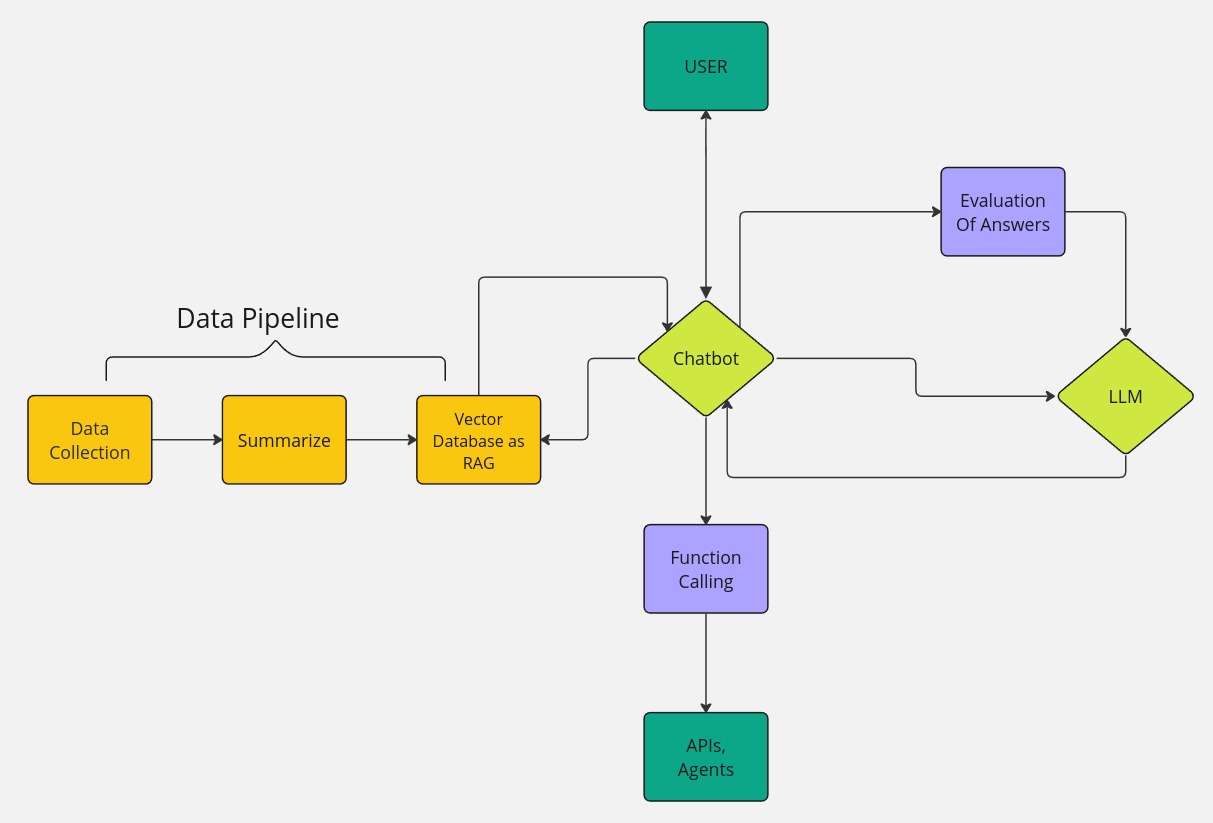 USER
Evaluation
Of Answers
Data Pipeline
Chatbot
LLM
Data
Collection
Summarize
Vector
Database as
RAG
Function
Calling
APIs,
Agents